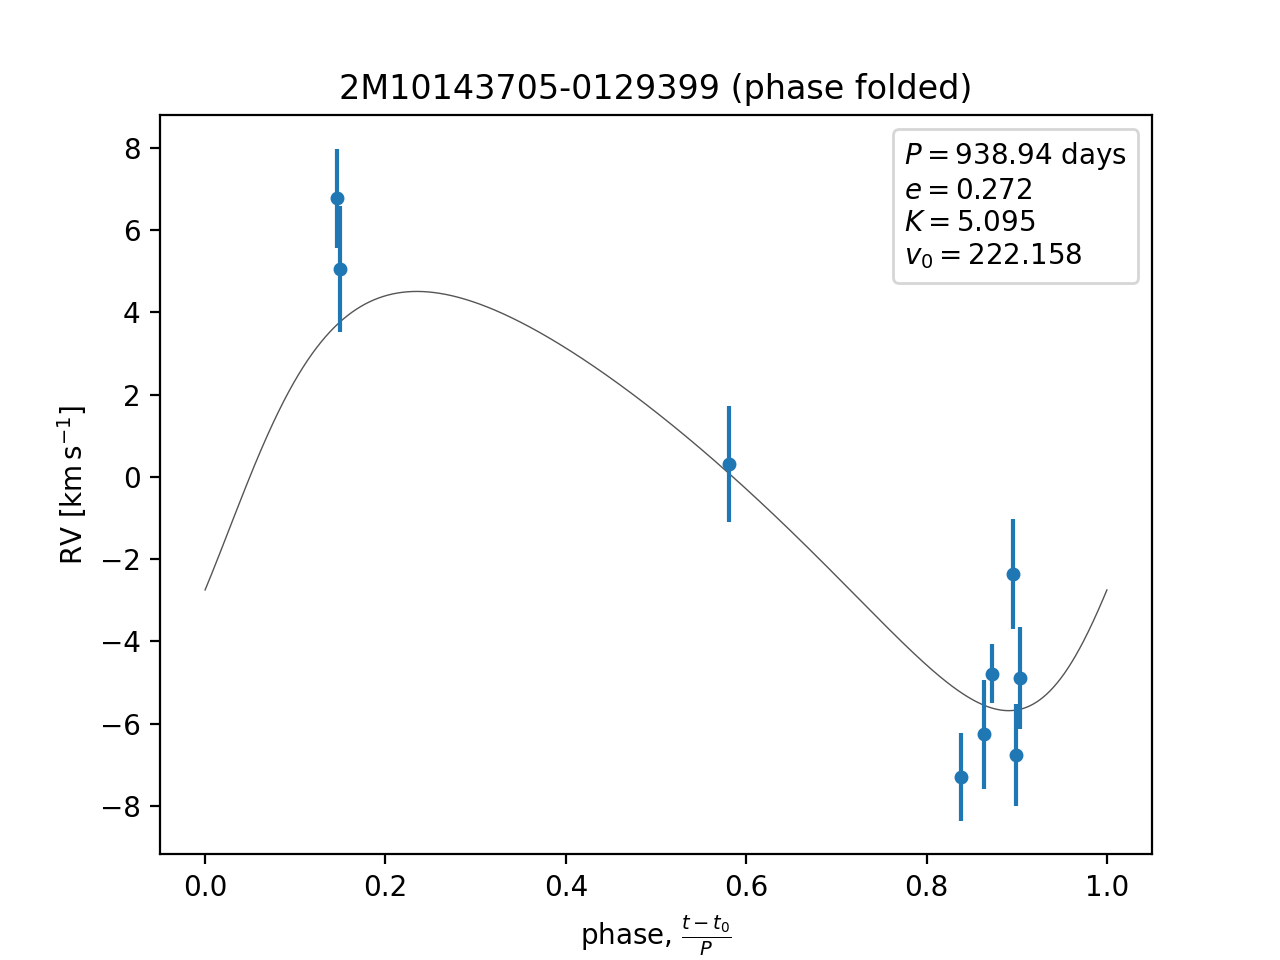 2M10143705-0129399 (phase folded)
P = 938.94 days
e = 0.272
K = 5.095
v₀ = 222.158
8
6
4
2
0
−2
−4
−6
−8
RV [km s⁻¹]
0.0 0.2 0.4 0.6 0.8 1.0
phase, (t − t₀)/P